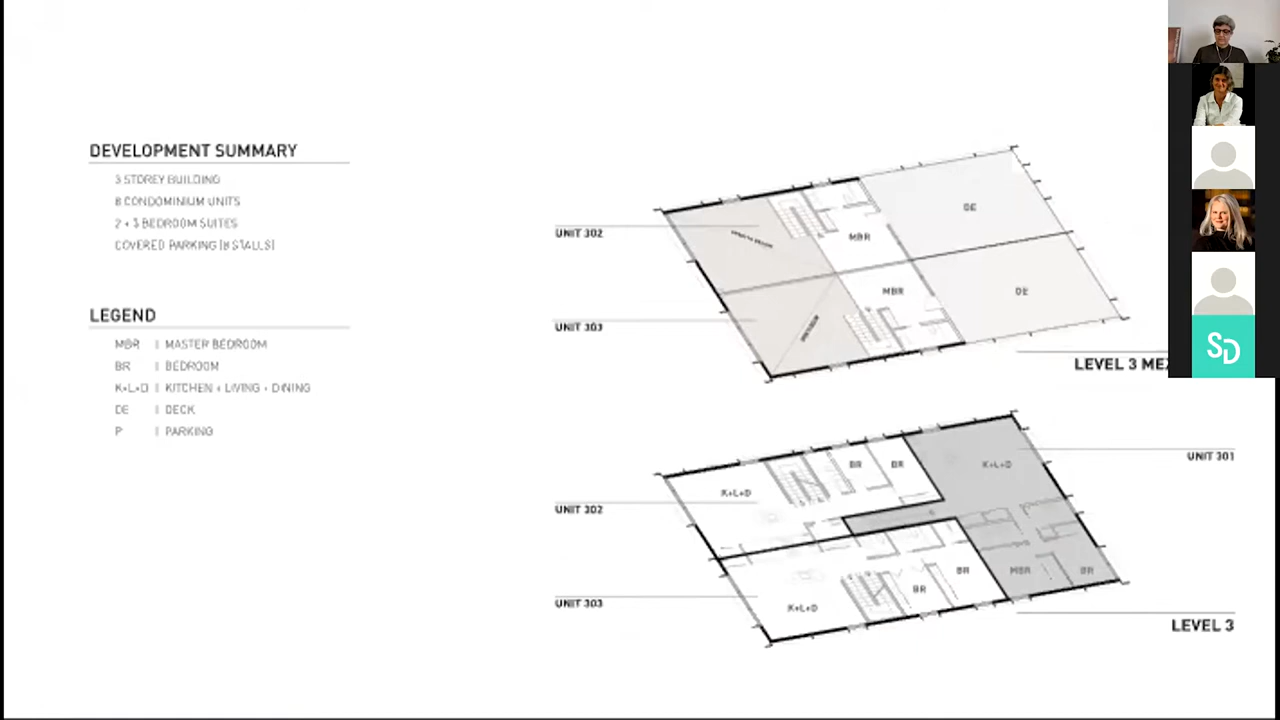 DEVELOPMENT SUMMARY
3 STOREY BUILDING
8 CONDOMINIUM UNITS
2 + 3 BEDROOM SUITES
COVERED PARKING (8 STALLS)
LEGEND
MBR | MASTER BEDROOM
BR | BEDROOM
K+L+D | KITCHEN + LIVING + DINING
DE | DECK
P | PARKING
UNIT 302
UNIT 303
MBR
DE
MBR
DE
LEVEL 3 ME
SD
UNIT 302
UNIT 303
K+L+D
BR
BR
K+L+D
UNIT 301
K+L+D
BR
BR
MBR
BR
LEVEL 3